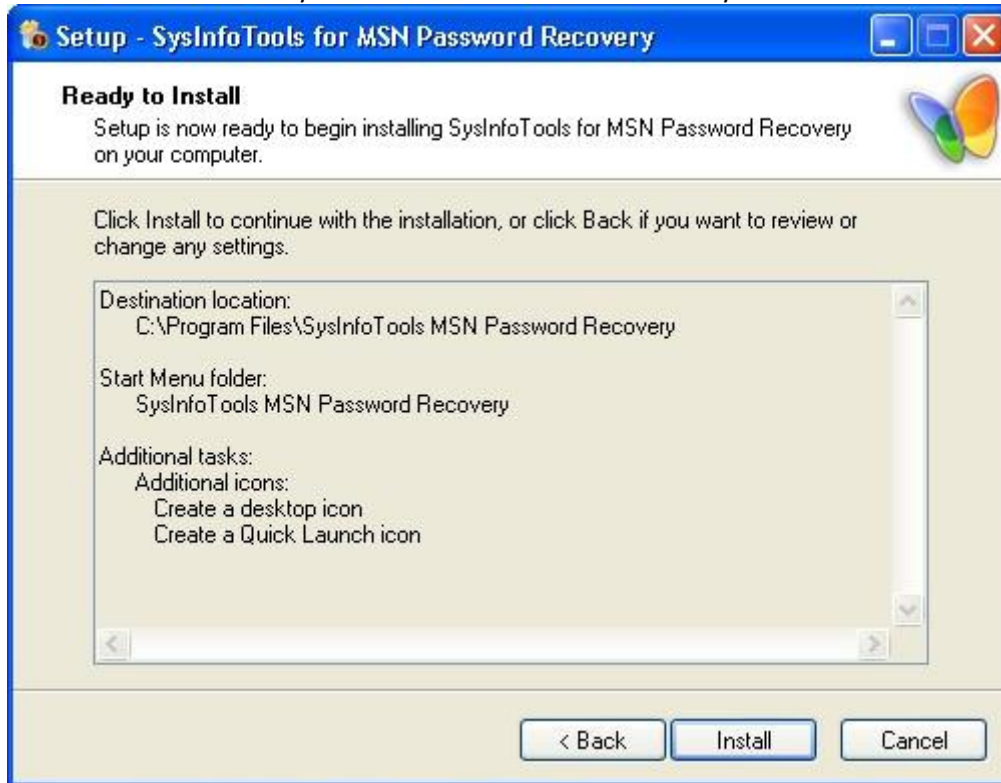 Setup - SysInfoTools for MSN Password Recovery
Ready to Install
Setup is now ready to begin installing SysInfoTools for MSN Password Recovery
on your computer.
Click Install to continue with the installation, or click Back if you want to review or
change any settings.
Destination location:
C:\Program Files\SysInfoTools MSN Password Recovery
Start Menu folder:
SysInfoTools MSN Password Recovery
Additional tasks:
Additional icons:
Create a desktop icon
Create a Quick Launch icon
< Back Install Cancel